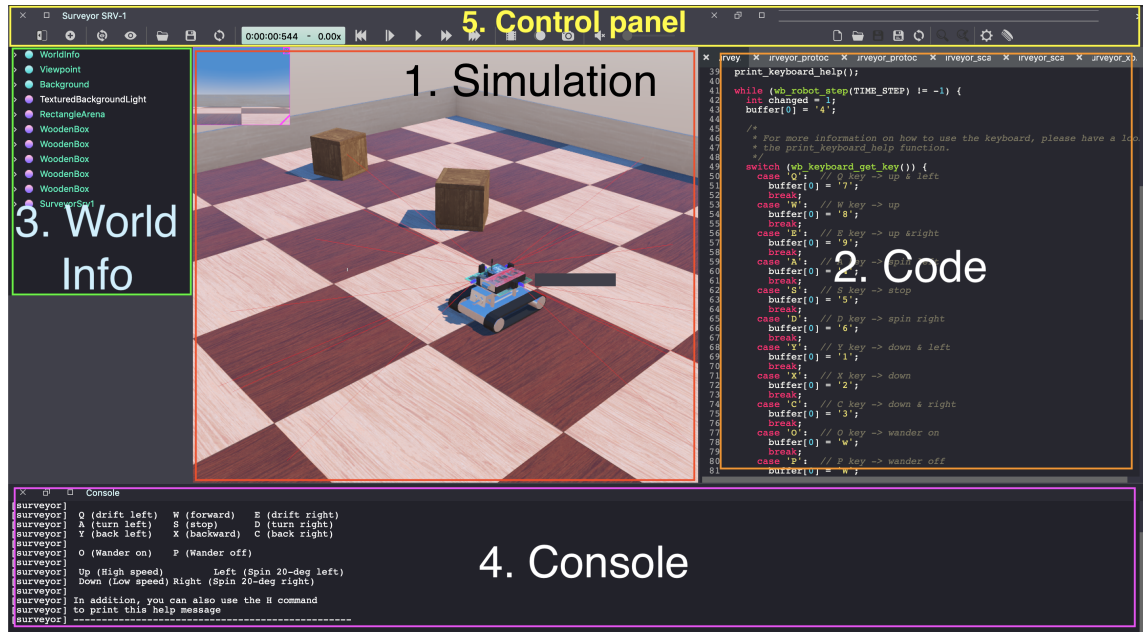 Surveyor SRV-1
5. Control panel
0:00:00:544 - 0.00x
WorldInfo
Viewpoint
Background
TexturedBackgroundLight
RectangleArena
WoodenBox
WoodenBox
WoodenBox
WoodenBox
WoodenBox
SurveyorSrv1
3. World
Info
1. Simulation
urvey urveyor_protoc urveyor_protoc urveyor_sca urveyor_sca
39 print_keyboard_help();
40
41 while (wb_robot_step(TIME_STEP) != -1) {
42 int changed = 1;
43 buffer[0] = '4';
44
45 /*
46 * For more information on how to use the keyboard, please have a loo
47 * the print_keyboard_help function.
48 */
49 switch (wb_keyboard_get_key()) {
50 case 'Q': // Q key -> up & left
51 buffer[0] = '7';
52 break;
53 case 'W': // W key -> up
54 buffer[0] = '8';
55 break;
56 case 'E': // E key -> up &right
57 buffer[0] = '9';
58 break;
59 case 'A': // key -> spin
60 buffer[0] =
61 break;
62 case 'S': // S key -> stop
63 buffer[0] = '5';
64 break;
65 case 'D': // D key -> spin right
66 buffer[0] = '6';
67 break;
68 case 'Y': // Y key -> down & left
69 buffer[0] = '1';
70 break;
71 case 'X': // X key -> down
72 buffer[0] = '2';
73 break;
74 case 'C': // C key -> down & right
75 buffer[0] = '3';
76 break;
77 case 'O': // O key -> wander on
78 buffer[0] = 'w';
79 break;
80 case 'P': // P key -> wander off
81 buffer[0] = 'W';
2. Code
Console
[surveyor]
[surveyor] Q (drift left) W (forward) E (drift right)
[surveyor] A (turn left) S (stop) D (turn right)
[surveyor] Y (back left) X (backward) C (back right)
[surveyor]
[surveyor] O (Wander on) P (Wander off)
[surveyor]
[surveyor] Up (High speed) Left (Spin 20-deg left)
[surveyor] Down (Low speed) Right (Spin 20-deg right)
[surveyor]
[surveyor] In addition, you can also use the H command
[surveyor] to print this help message
[surveyor] --------------------------------------------------
4. Console